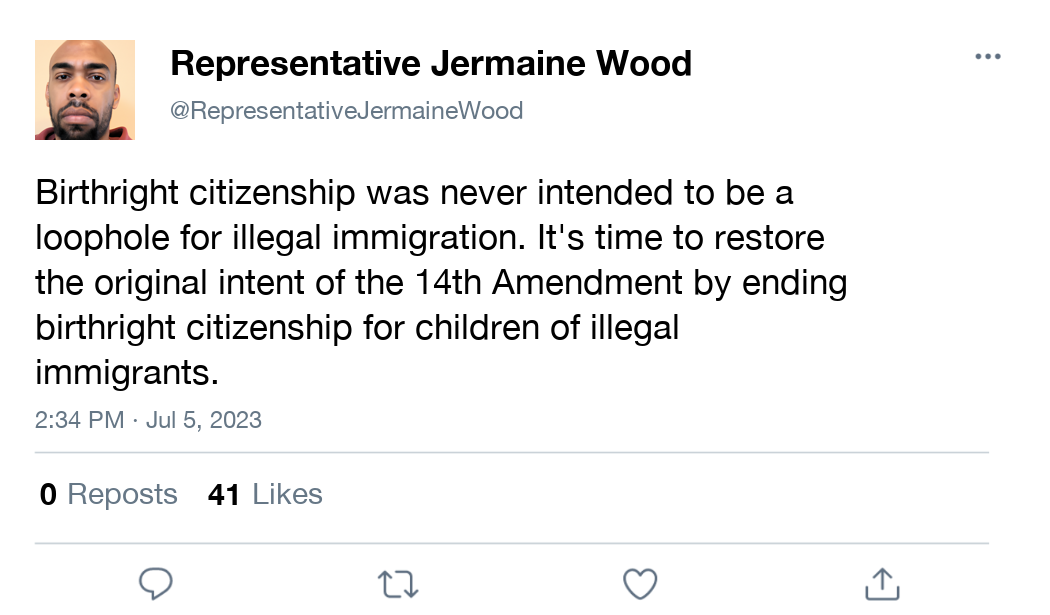 Representative Jermaine Wood
@RepresentativeJermaineWood
Birthright citizenship was never intended to be a
loophole for illegal immigration. It's time to restore
the original intent of the 14th Amendment by ending
birthright citizenship for children of illegal
immigrants.
2:34 PM · Jul 5, 2023
0 Reposts 41 Likes